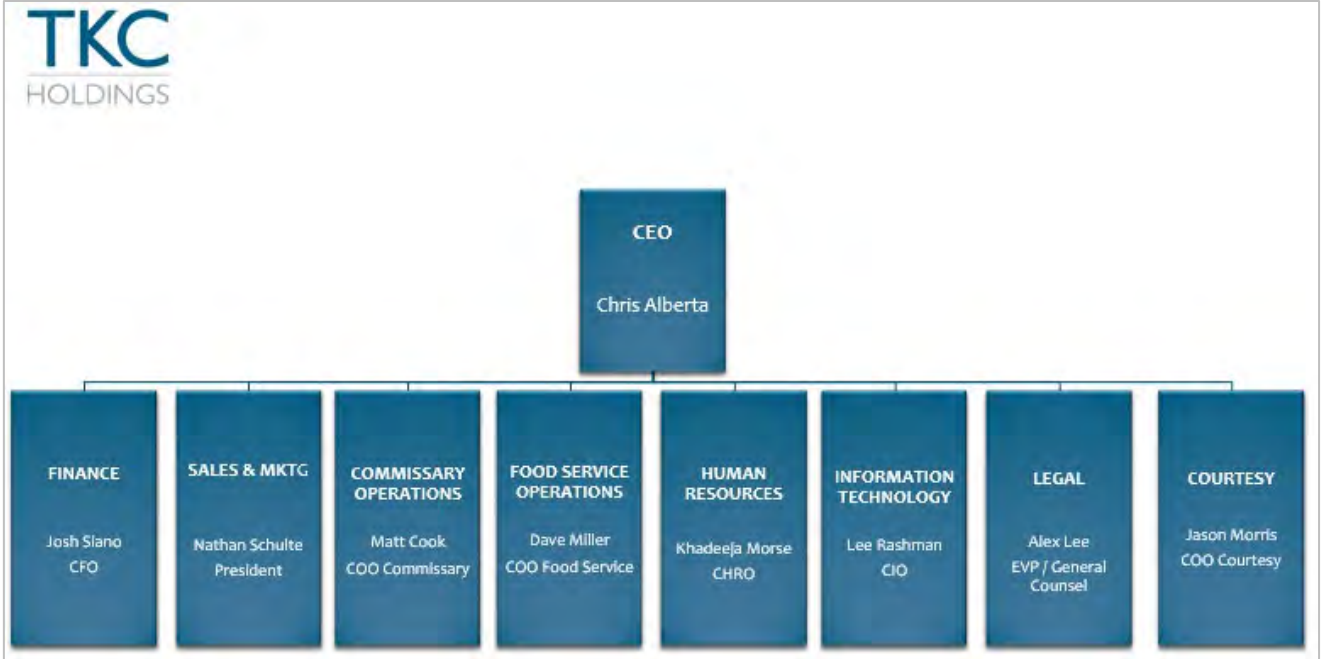 TKC
HOLDINGS
CEO
Chris Alberta
FINANCE
Josh Slano
CFO
SALES & MKTG
Nathan Schulte
President
COMMISSARY
OPERATIONS
Matt Cook
COO Commissary
FOOD SERVICE
OPERATIONS
Dave Miller
COO Food Service
HUMAN
RESOURCES
Khadeeja Morse
CHRO
INFORMATION
TECHNOLOGY
Lee Rashman
CIO
LEGAL
Alex Lee
EVP / General
Counsel
COURTESY
Jason Morris
COO Courtesy